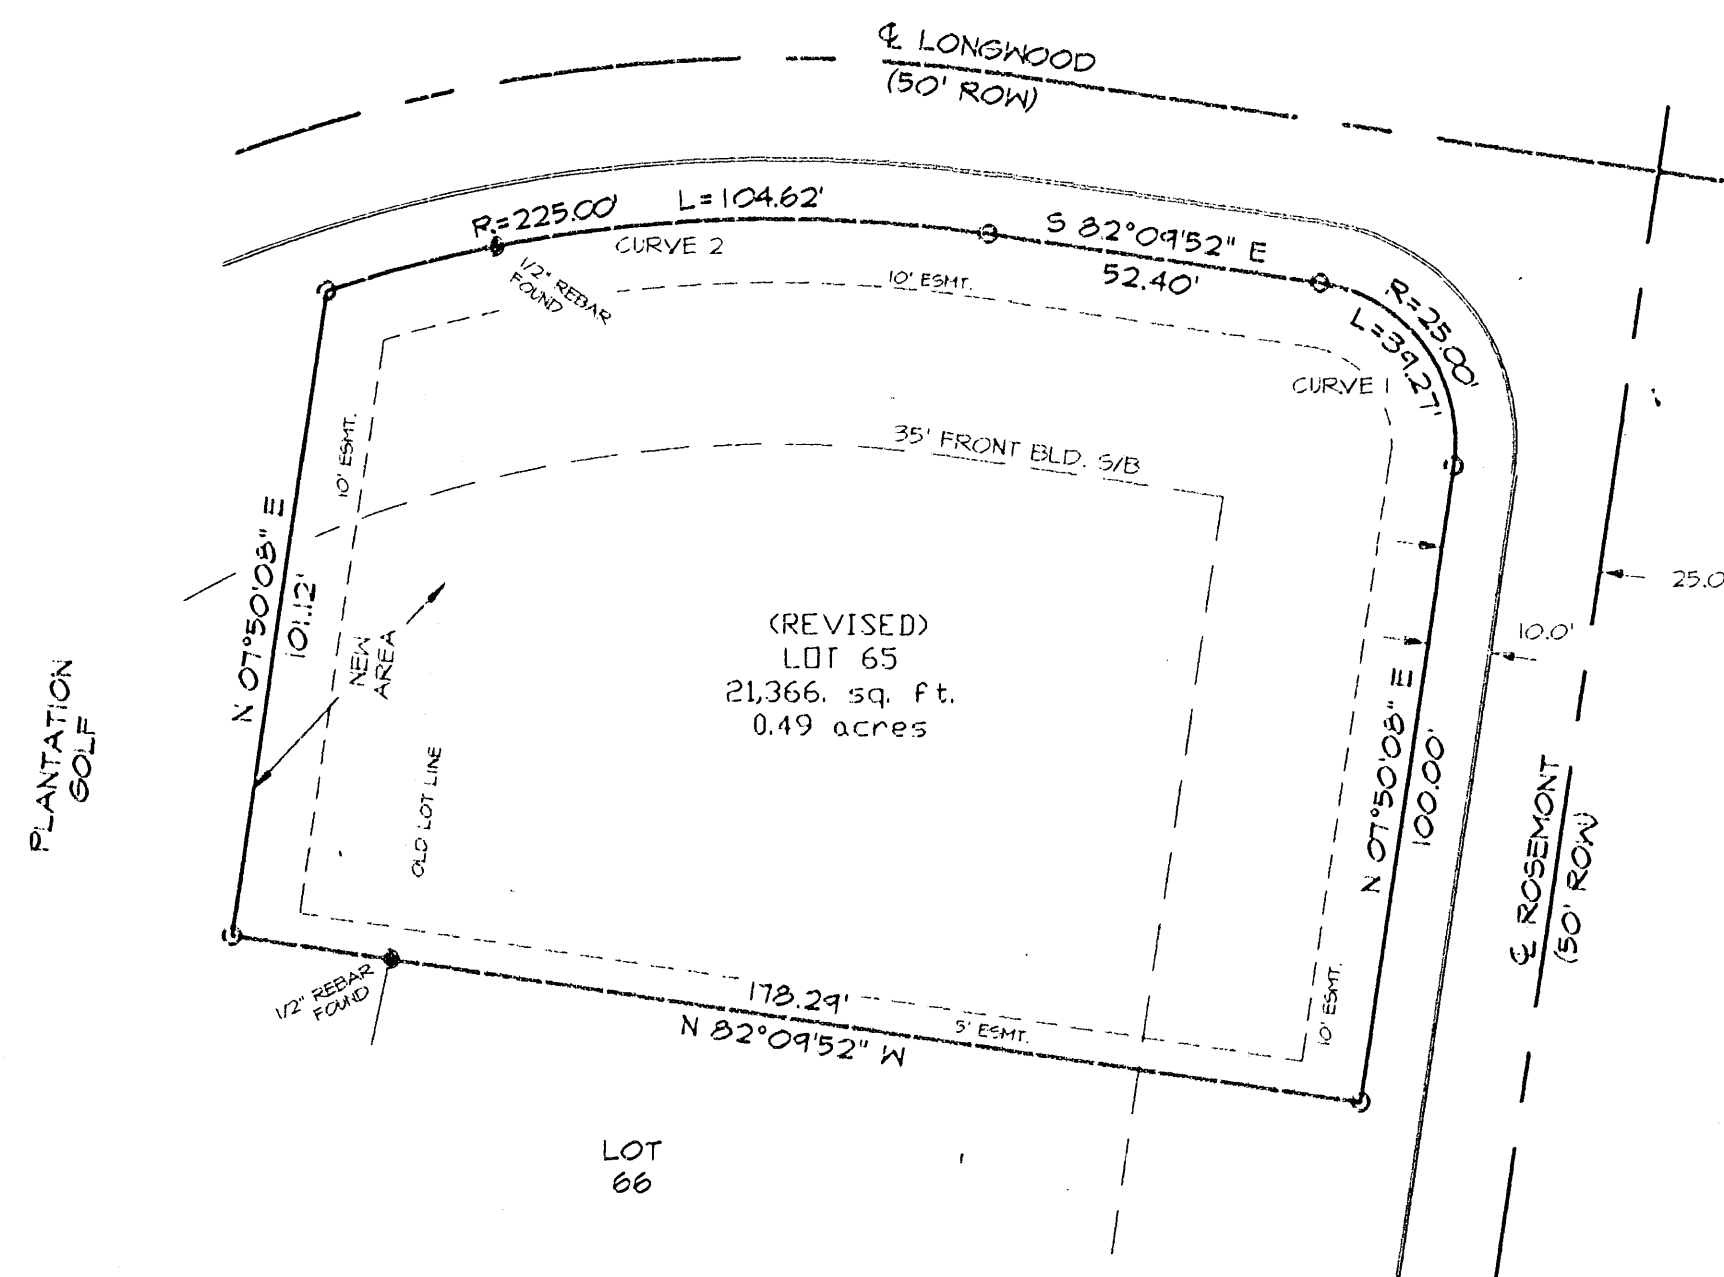 ℄ LONGWOOD
(50' ROW)
R=225.00'
L=104.62'
CURVE 2
S 82°09'52" E
52.40'
R=25.00'
L=39.27'
CURVE 1
1/2" REBAR
FOUND
10' ESMT.
35' FRONT BLD. S/B
10' ESMT.
N 07°50'08" E
101.12'
NEW
AREA
(REVISED)
LOT 65
21,366. sq. ft.
0.49 acres
25.0
10.0'
PLANTATION
GOLF
OLD LOT LINE
N 07°50'08" E
100.00'
℄ ROSEMONT
(50' ROW)
1/2" REBAR
FOUND
178.29'
N 82°09'52" W
5' ESMT.
10' ESMT.
LOT
66